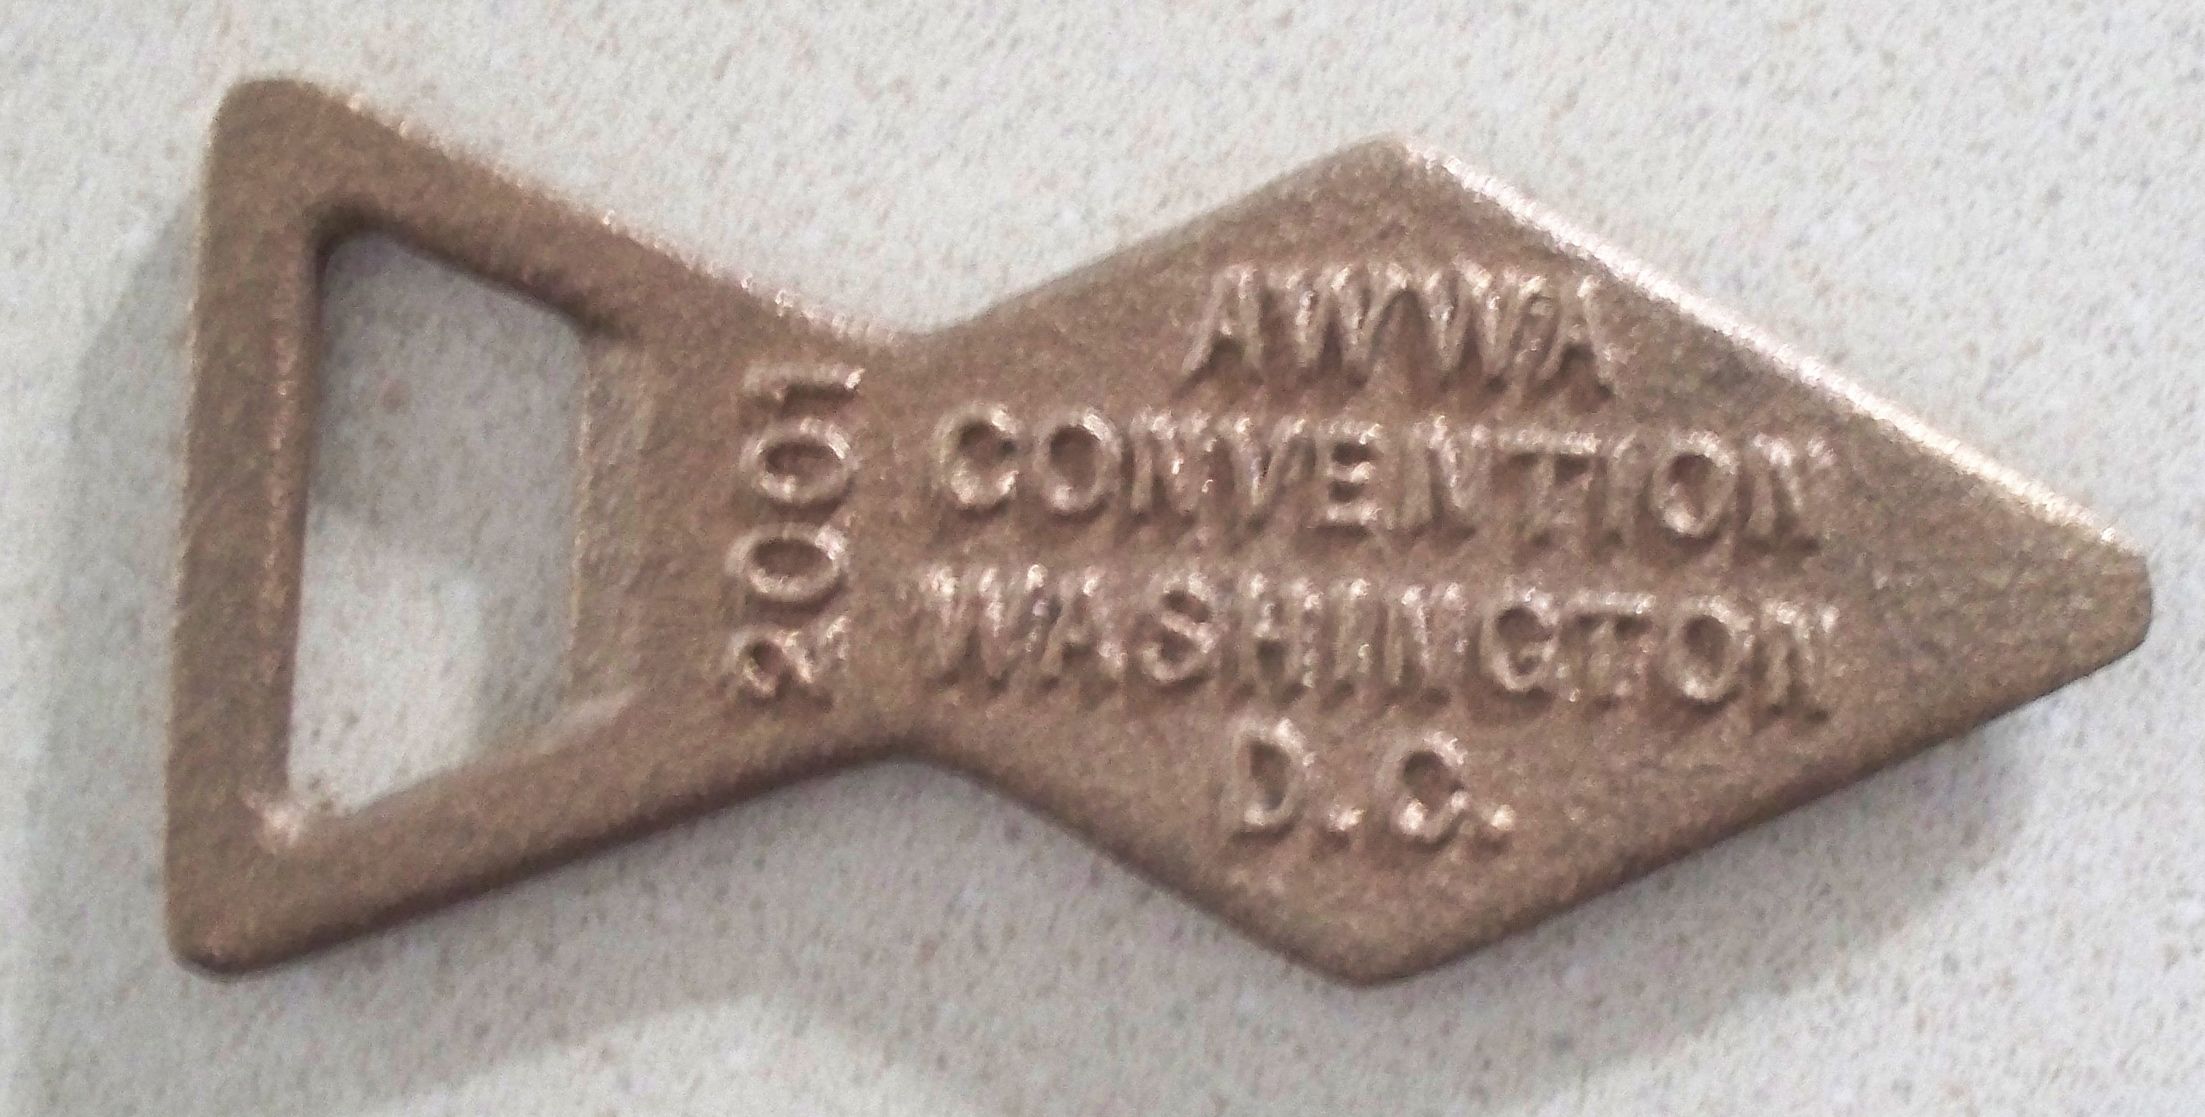 AWWA
CONVENTION
WASHINGTON
D.C.
2001